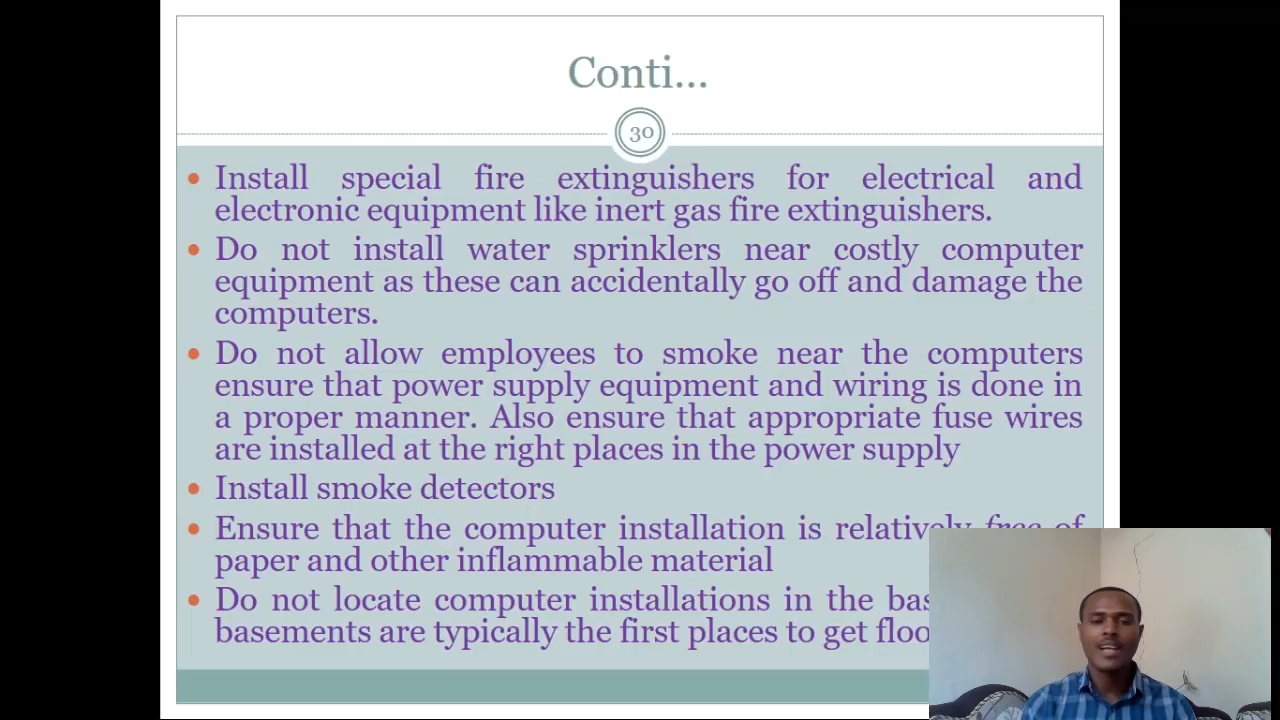 Conti...
30
Install special fire extinguishers for electrical and
electronic equipment like inert gas fire extinguishers.
Do not install water sprinklers near costly computer
equipment as these can accidentally go off and damage the
computers.
Do not allow employees to smoke near the computers
ensure that power supply equipment and wiring is done in
a proper manner. Also ensure that appropriate fuse wires
are installed at the right places in the power supply
Install smoke detectors
Ensure that the computer installation is relatively free of
paper and other inflammable material
Do not locate computer installations in the
basements are typically the first places to get